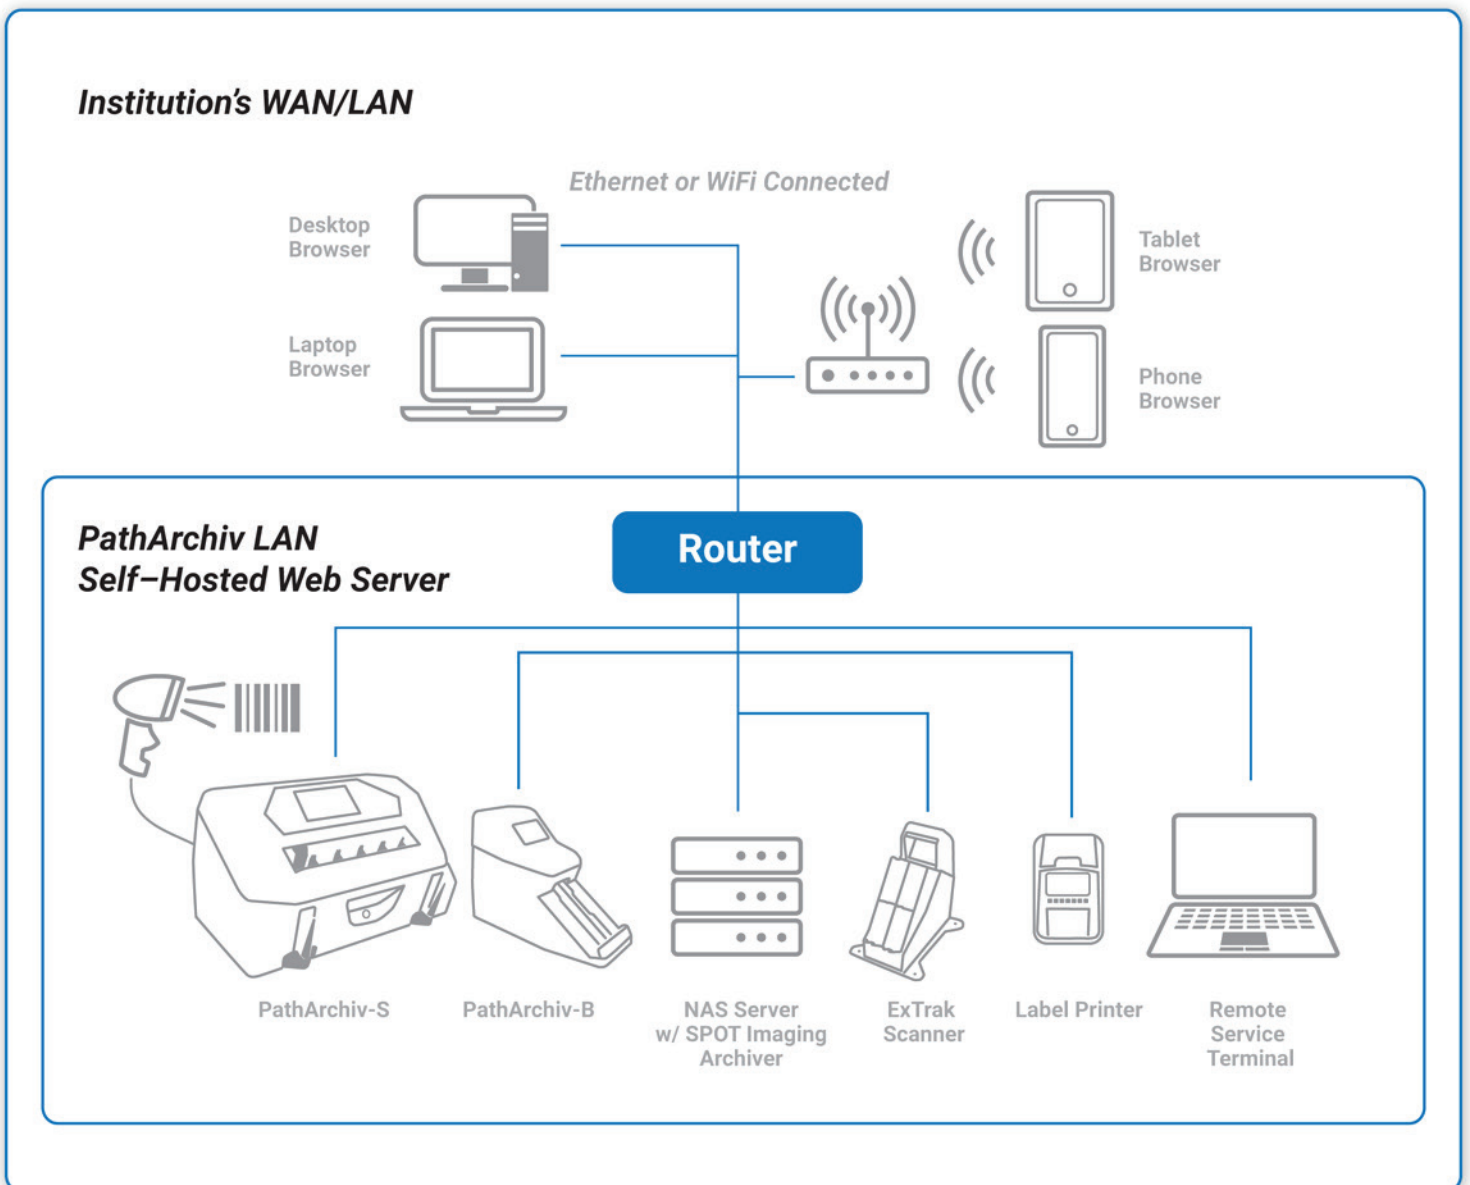 Institution's WAN/LAN
Ethernet or WiFi Connected
Desktop
Browser
Tablet
Browser
Laptop
Browser
Phone
Browser
PathArchiv LAN
Self–Hosted Web Server
Router
PathArchiv-S
PathArchiv-B
NAS Server
w/ SPOT Imaging
Archiver
ExTrak
Scanner
Label Printer
Remote
Service
Terminal